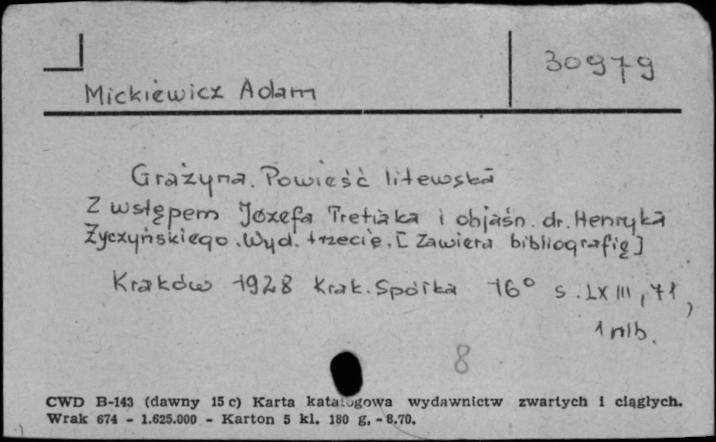 30979
Mickiewicz Adam
Grażyna. Powieść litewska
Z wstępem Józefa Tretiaka i objaśn. dr. Henryka
Życzyńskiego. Wyd. trzecie. [Zawiera bibliografię]
Kraków 1928 Krak. Spółka 16° s. LXIII, 71,
1 nlb.
8
CWD B-143 (dawny 15 c) Karta katalogowa wydawnictw zwartych i ciągłych.
Wrak 674 - 1.625.000 - Karton 5 kl. 180 g. - 8.70.